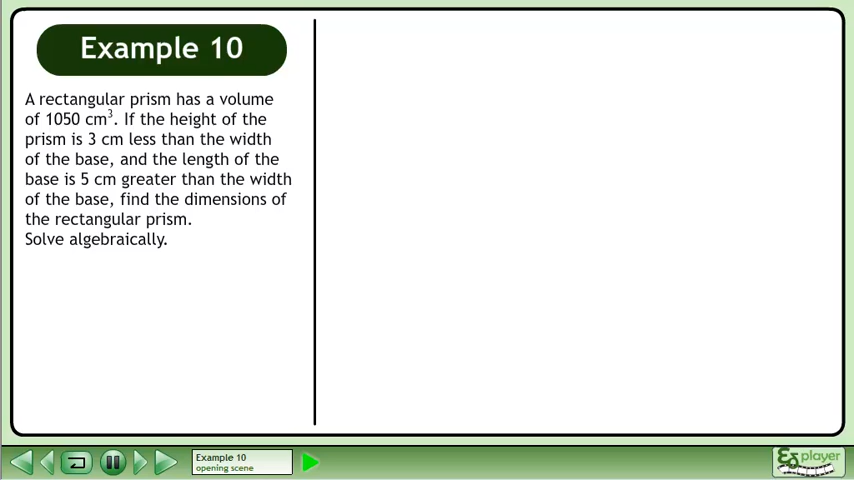 Example 10
A rectangular prism has a volume
of 1050 cm³. If the height of the
prism is 3 cm less than the width
of the base, and the length of the
base is 5 cm greater than the width
of the base, find the dimensions of
the rectangular prism.
Solve algebraically.
Example 10
opening scene
player